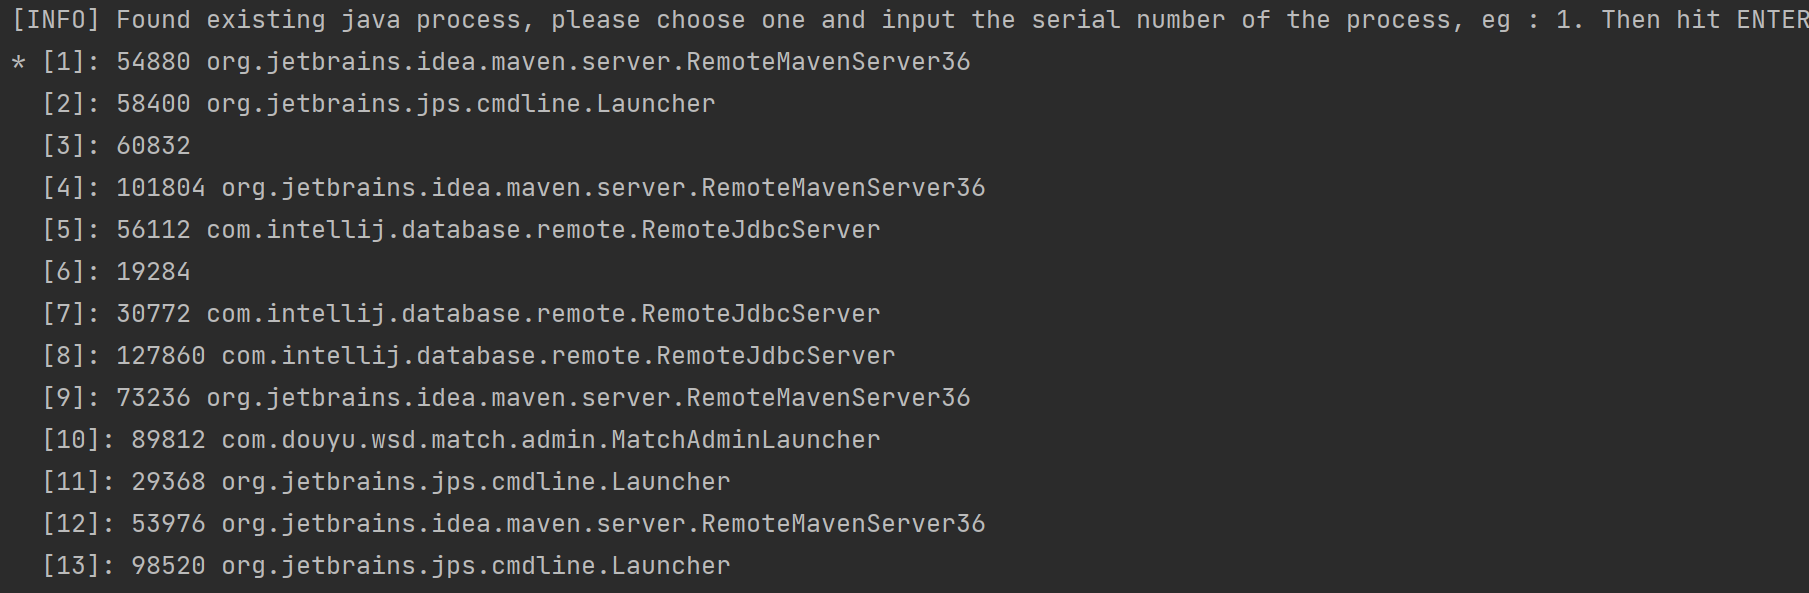 [INFO] Found existing java process, please choose one and input the serial number of the process, eg : 1. Then hit ENTER
* [1]: 54880 org.jetbrains.idea.maven.server.RemoteMavenServer36
  [2]: 58400 org.jetbrains.jps.cmdline.Launcher
  [3]: 60832
  [4]: 101804 org.jetbrains.idea.maven.server.RemoteMavenServer36
  [5]: 56112 com.intellij.database.remote.RemoteJdbcServer
  [6]: 19284
  [7]: 30772 com.intellij.database.remote.RemoteJdbcServer
  [8]: 127860 com.intellij.database.remote.RemoteJdbcServer
  [9]: 73236 org.jetbrains.idea.maven.server.RemoteMavenServer36
  [10]: 89812 com.douyu.wsd.match.admin.MatchAdminLauncher
  [11]: 29368 org.jetbrains.jps.cmdline.Launcher
  [12]: 53976 org.jetbrains.idea.maven.server.RemoteMavenServer36
  [13]: 98520 org.jetbrains.jps.cmdline.Launcher